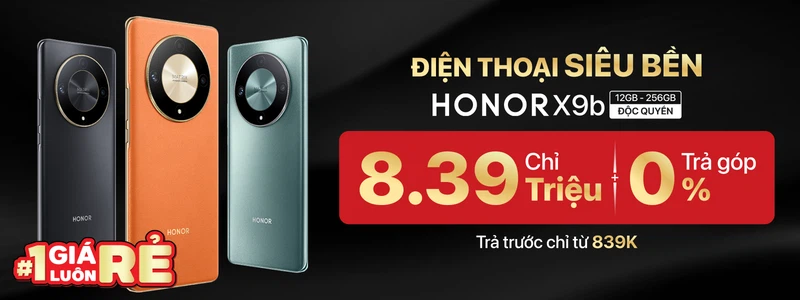 ĐIỆN THOẠI SIÊU BỀN
HONOR X9b 12GB - 256GB
ĐỘC QUYỀN
8.39 Chỉ Triệu + 0% Trả góp
Trả trước chỉ từ 839K
HONOR
HONOR
HONOR
#1 GIÁ LUÔN RẺ